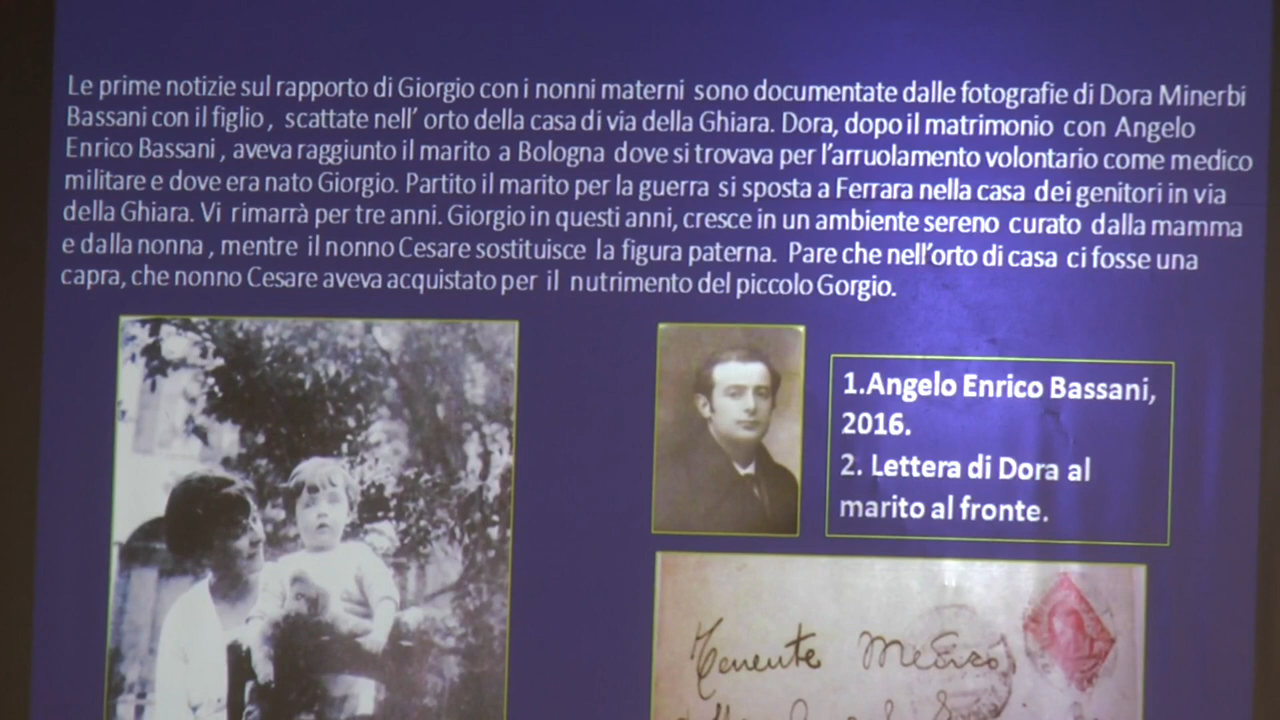 Le prime notizie sul rapporto di Giorgio con i nonni materni sono documentate dalle fotografie di Dora Minerbi
Bassani con il figlio, scattate nell' orto della casa di via della Ghiara. Dora, dopo il matrimonio con Angelo
Enrico Bassani, aveva raggiunto il marito a Bologna dove si trovava per l'arruolamento volontario come medico
militare e dove era nato Giorgio. Partito il marito per la guerra si sposta a Ferrara nella casa dei genitori in via
della Ghiara. Vi rimarrà per tre anni. Giorgio in questi anni, cresce in un ambiente sereno curato dalla mamma
e dalla nonna, mentre il nonno Cesare sostituisce la figura paterna. Pare che nell'orto di casa ci fosse una
capra, che nonno Cesare aveva acquistato per il nutrimento del piccolo Gorgio.
1.Angelo Enrico Bassani,
2016.
2. Lettera di Dora al
marito al fronte.
Tenente Medico